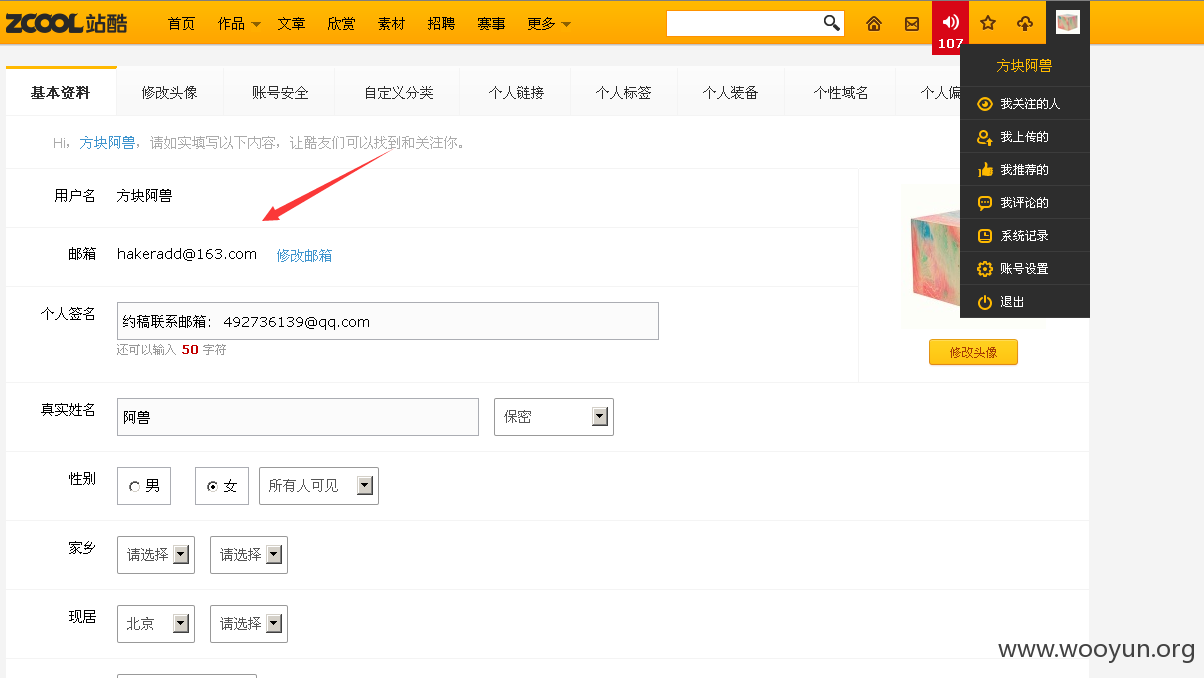 ZCOOL站酷 首页 作品 文章 欣赏 素材 招聘 赛事 更多
107
方块阿兽
我关注的人
我上传的
我推荐的
我评论的
系统记录
账号设置
退出
基本资料 修改头像 账号安全 自定义分类 个人链接 个人标签 个人装备 个性域名 个人偏
Hi，方块阿兽，请如实填写以下内容，让酷友们可以找到和关注你。
用户名 方块阿兽
邮箱 hakeradd@163.com 修改邮箱
个人签名 约稿联系邮箱： 492736139@qq.com
还可以输入 50 字符
修改头像
真实姓名 阿兽 保密
性别 男 女 所有人可见
家乡 请选择 请选择
现居 北京 请选择
www.wooyun.org